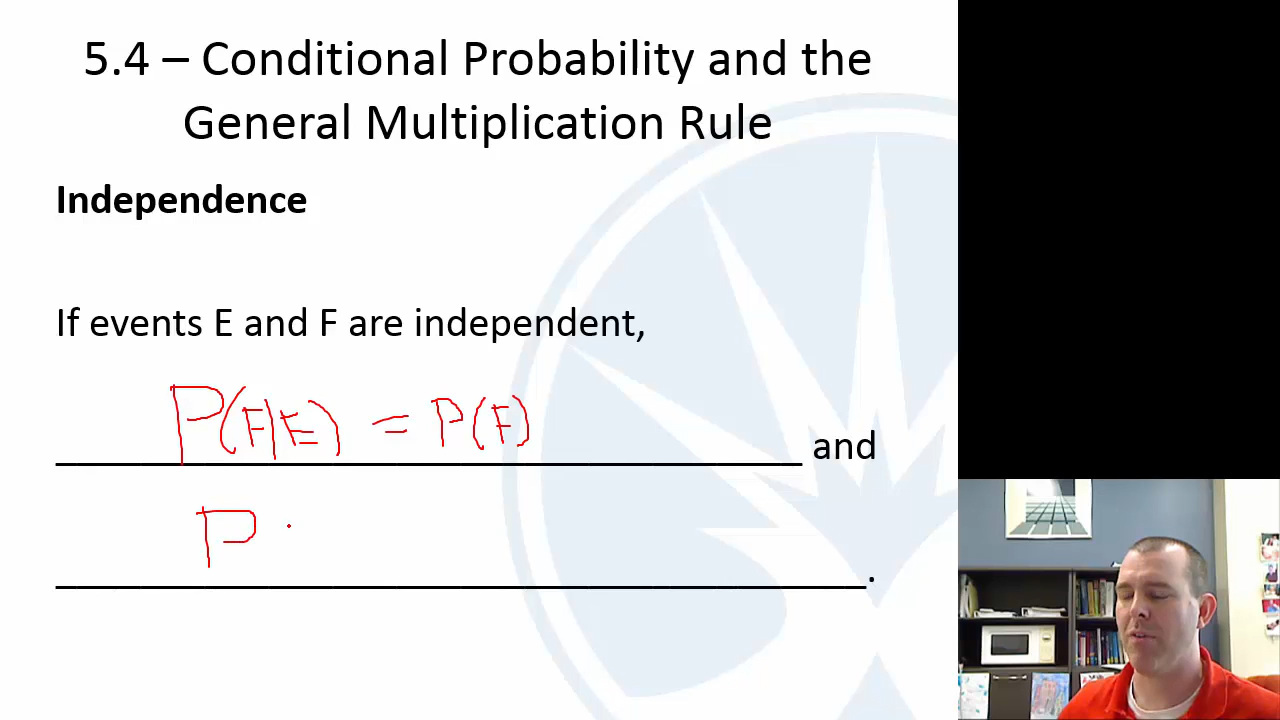 5.4 – Conditional Probability and the
General Multiplication Rule
Independence
If events E and F are independent,
P(F|E) = P(F) and
P .